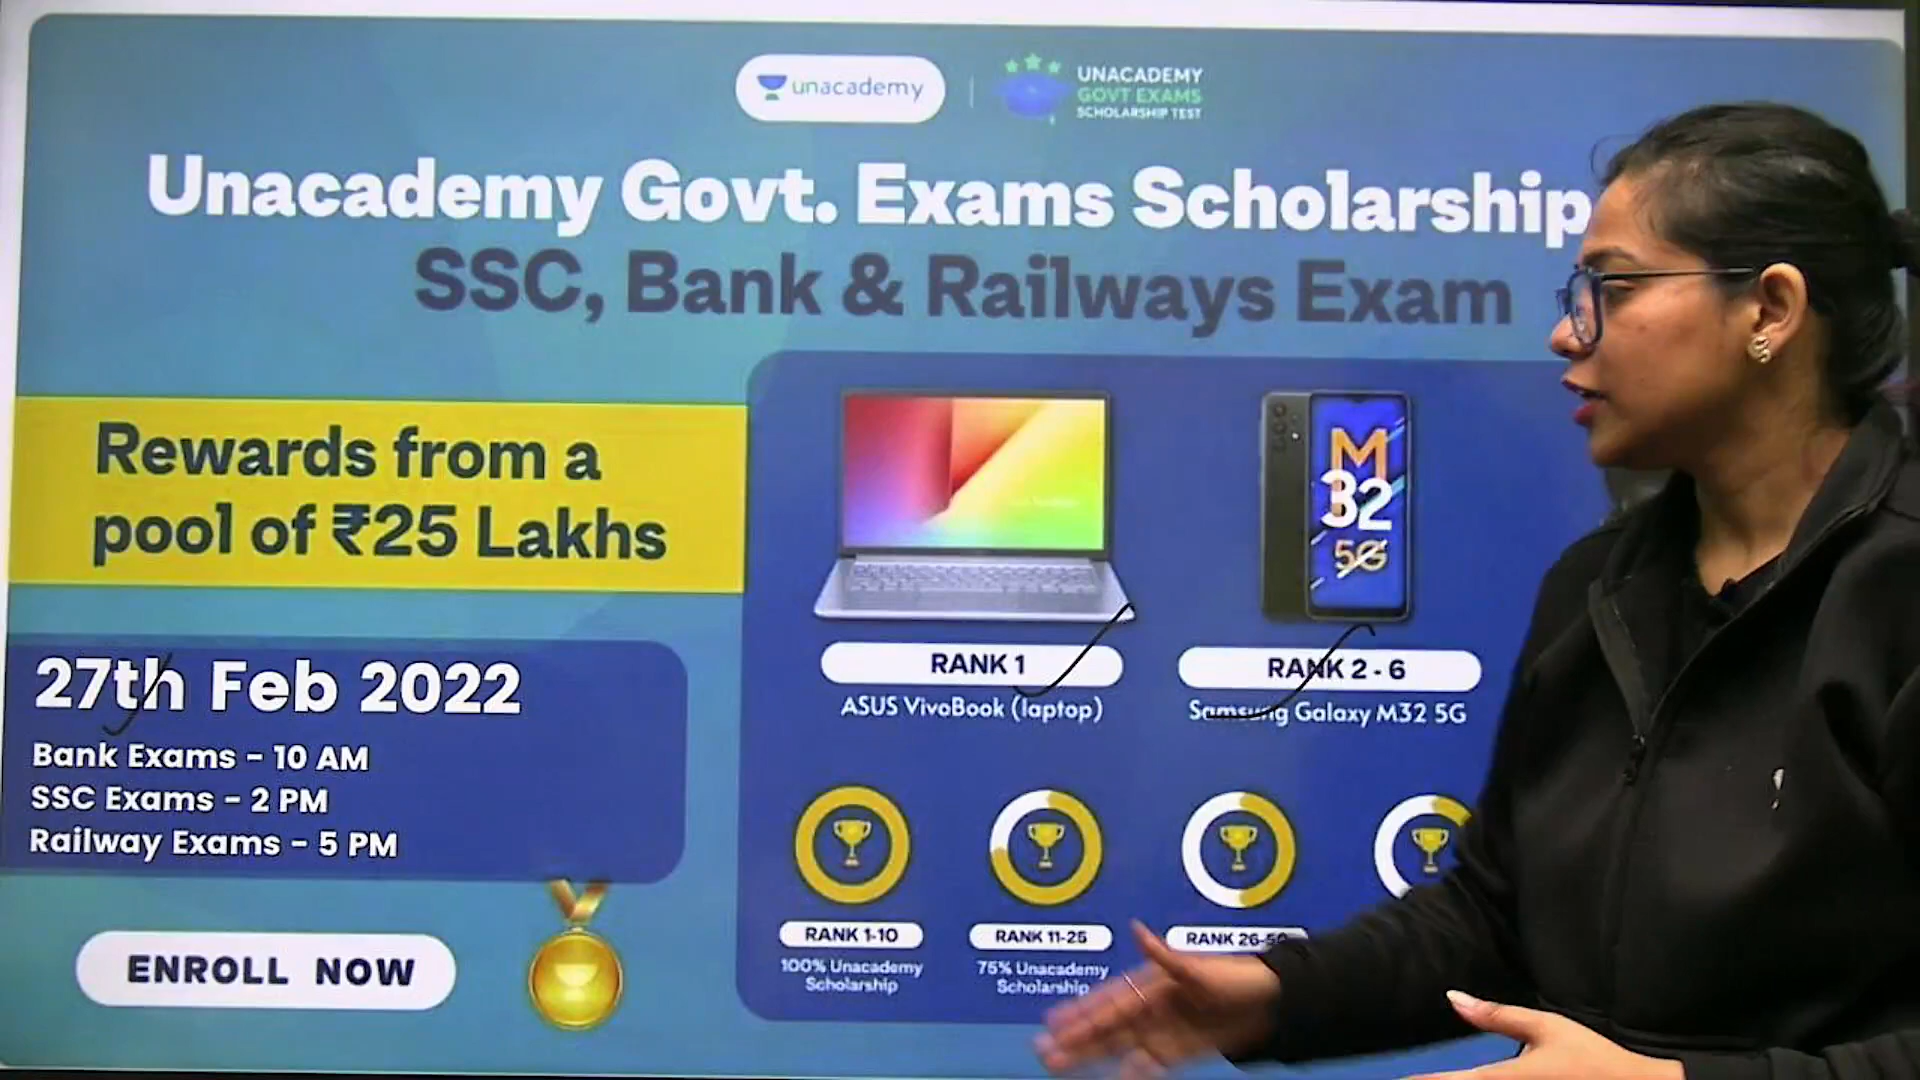 unacademy
UNACADEMY
GOVT EXAMS
SCHOLARSHIP TEST
Unacademy Govt. Exams Scholarship
SSC, Bank & Railways Exam
Rewards from a
pool of ₹25 Lakhs
27th Feb 2022
Bank Exams - 10 AM
SSC Exams - 2 PM
Railway Exams - 5 PM
ENROLL NOW
M
32
5G
RANK 1
ASUS VivoBook (laptop)
RANK 2 - 6
Samsung Galaxy M32 5G
RANK 1-10
100% Unacademy
Scholarship
RANK 11-25
75% Unacademy
Scholarship
RANK 26-50